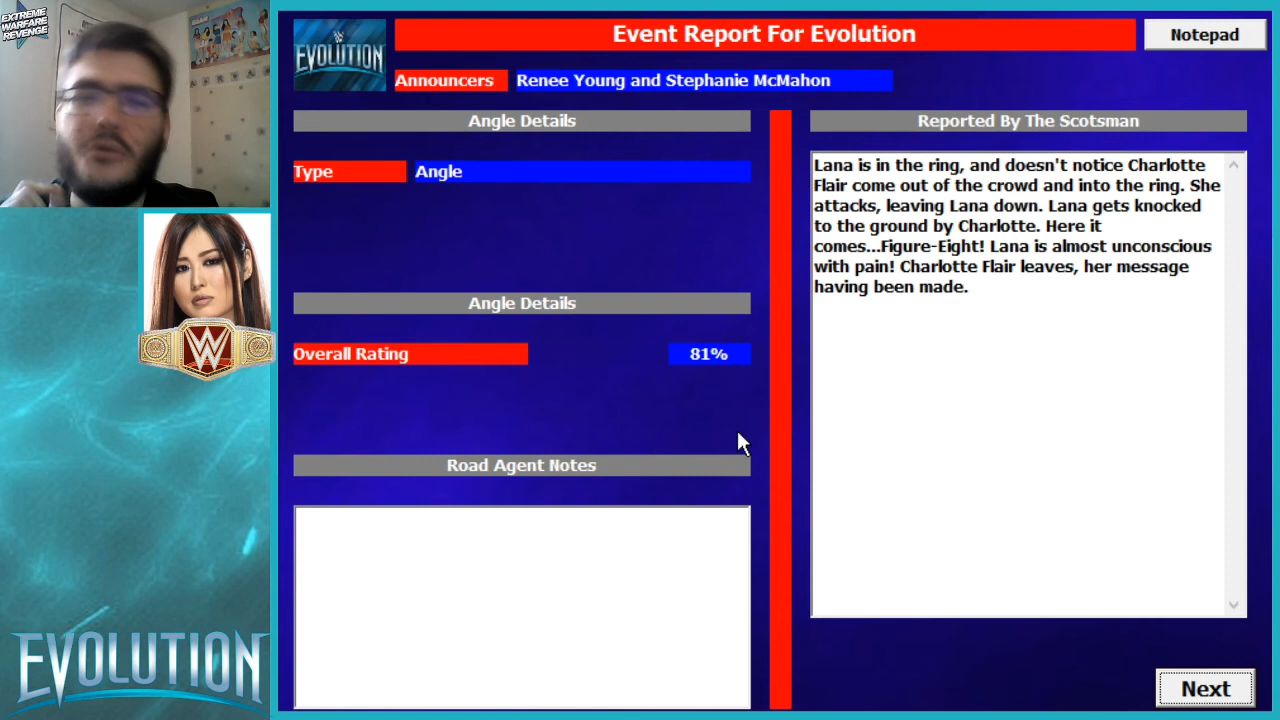 EXTREME
WARFARE
REVENGE
EVOLUTION
Event Report For Evolution
Notepad
Announcers
Renee Young and Stephanie McMahon
Angle Details
Type
Angle
Angle Details
Overall Rating
81%
Road Agent Notes
Reported By The Scotsman
Lana is in the ring, and doesn't notice Charlotte
Flair come out of the crowd and into the ring. She
attacks, leaving Lana down. Lana gets knocked
to the ground by Charlotte. Here it
comes...Figure-Eight! Lana is almost unconscious
with pain! Charlotte Flair leaves, her message
having been made.
EVOLUTION
Next